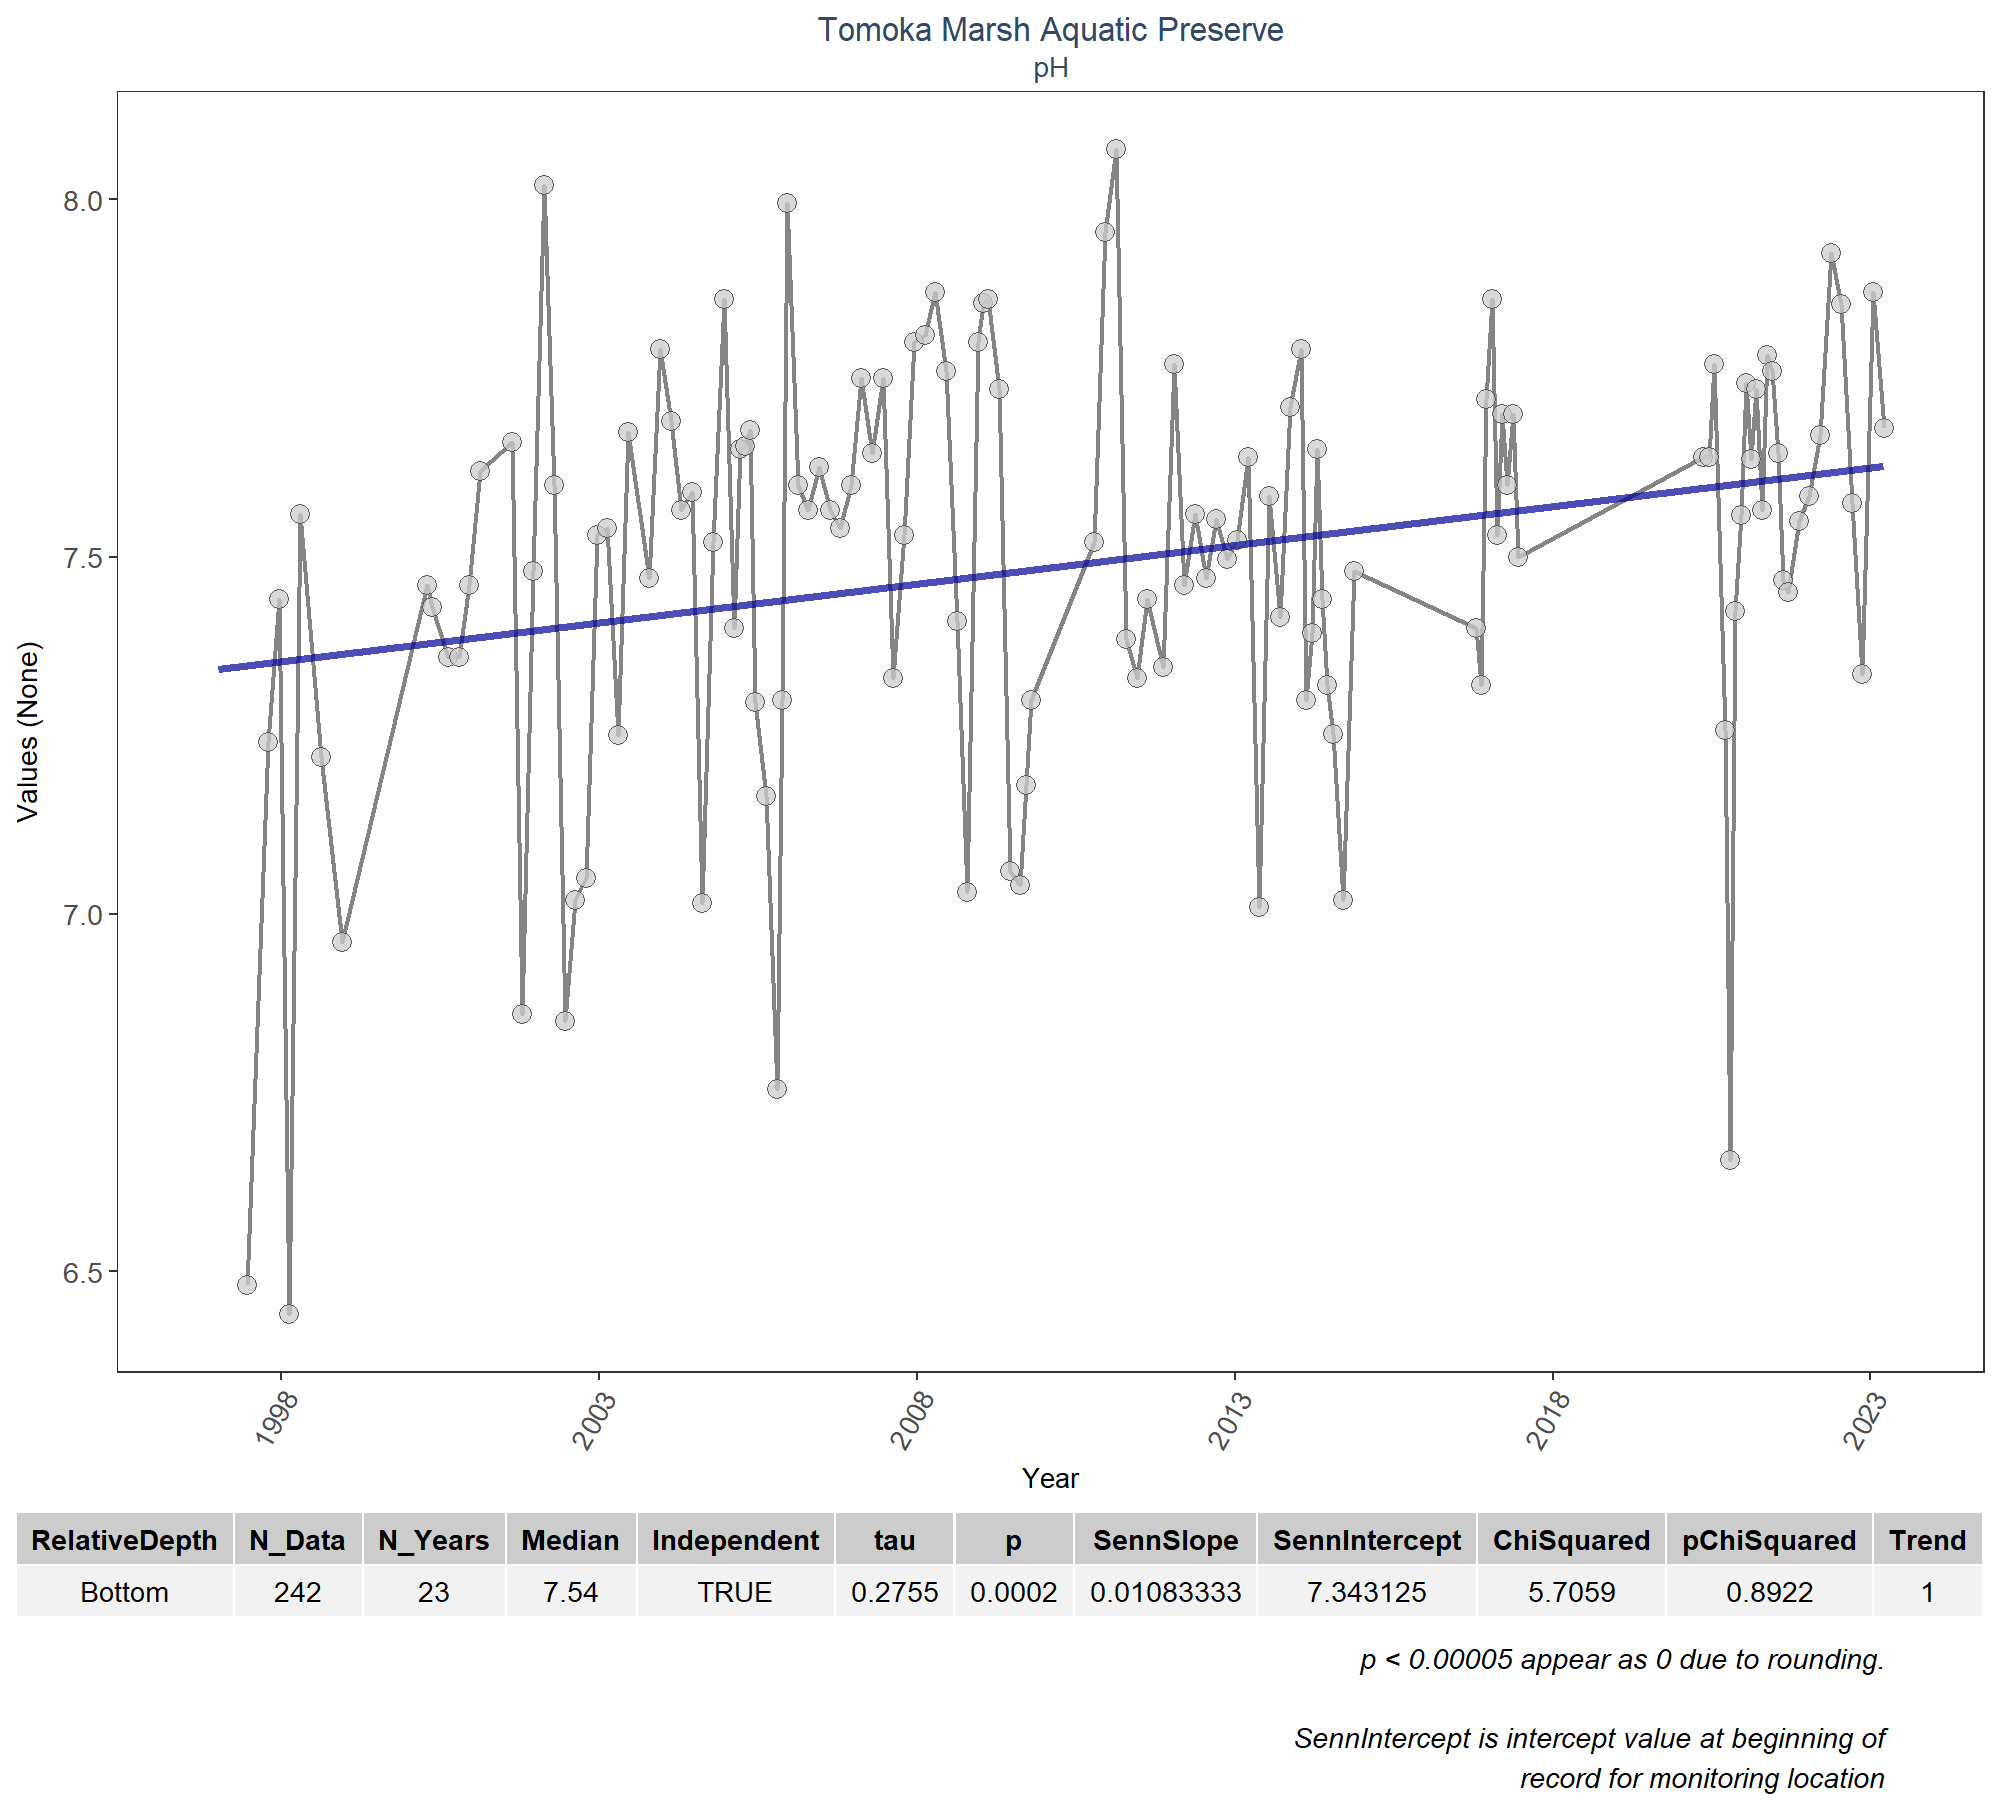 Tomoka Marsh Aquatic Preserve
pH
8.0
7.5
7.0
6.5
Values (None)
1998 2003 2008 2013 2018 2023
Year
RelativeDepth N_Data N_Years Median Independent tau p SennSlope SennIntercept ChiSquared pChiSquared Trend
Bottom 242 23 7.54 TRUE 0.2755 0.0002 0.01083333 7.343125 5.7059 0.8922 1
p < 0.00005 appear as 0 due to rounding.
SennIntercept is intercept value at beginning of
record for monitoring location